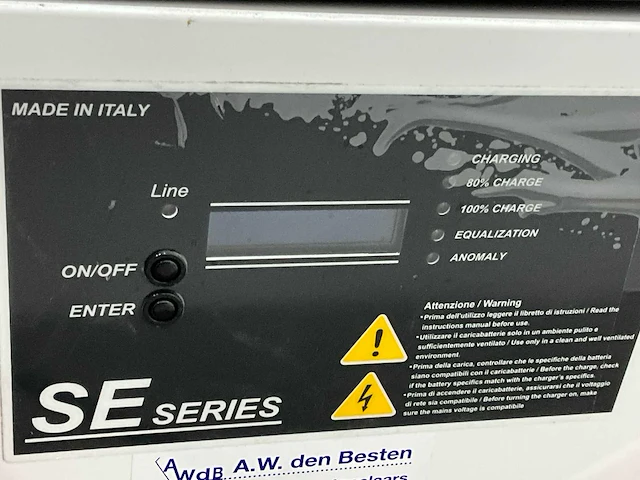 MADE IN ITALY
Line
ON/OFF
ENTER
CHARGING
80% CHARGE
100% CHARGE
EQUALIZATION
ANOMALY
Attenzione / Warning
•Prima dell'utilizzo leggere il libretto di istruzioni / Read the
instructions manual before use.
•Utilizzare il caricabatterie solo in un ambiente pulito e
sufficientemente ventilato / Use only in a clean and well ventilated
environment.
•Prima della carica, controllare che le specifiche della batteria
siano compatibili con il caricabatterie / Before the charge, check
if the battery specifics match with the charger's specifics.
•Prima di accendere il caricabatterie, assicurarsi che il voltaggio
di rete sia compatibile / Before turning the charger on, make
sure the mains voltage is compatibile
SE SERIES
AWdB A.W. den Besten